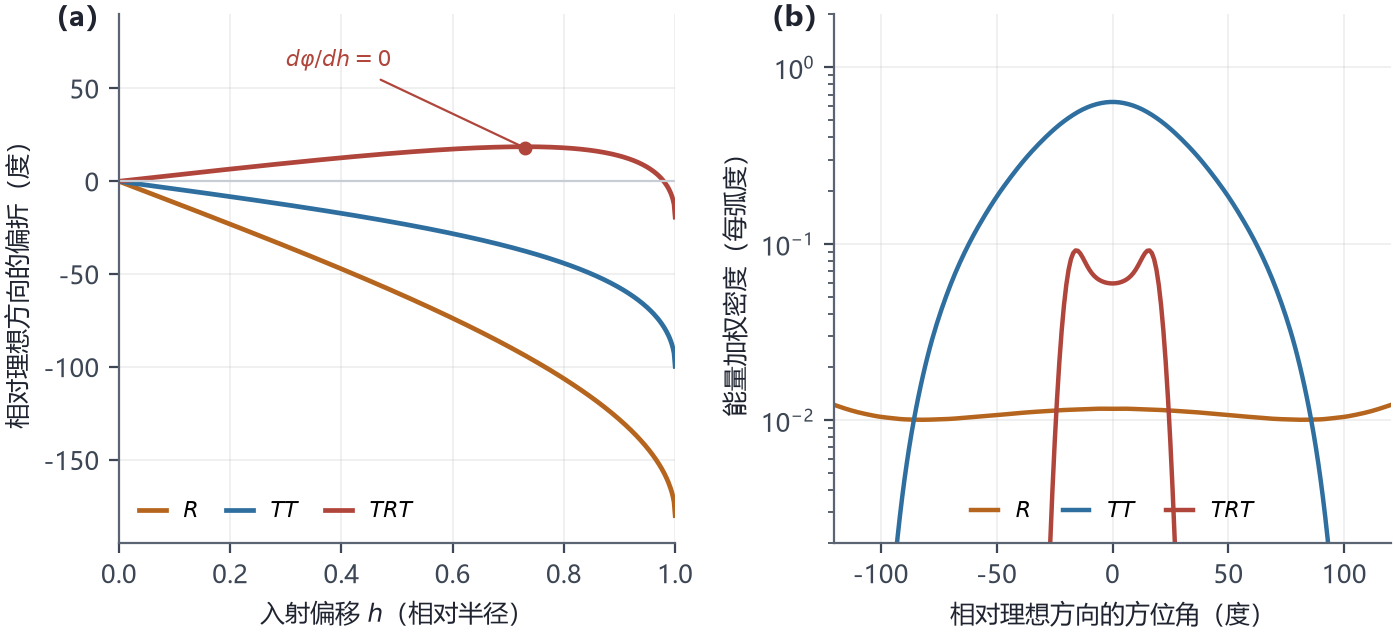 (a)
dφ/dh = 0
相对理想方向的偏折（度）
50
0
-50
-100
-150
R TT TRT
0.0 0.2 0.4 0.6 0.8 1.0
入射偏移 h（相对半径）
(b)
能量加权密度（每弧度）
10⁰
10⁻¹
10⁻²
R TT TRT
-100 -50 0 50 100
相对理想方向的方位角（度）